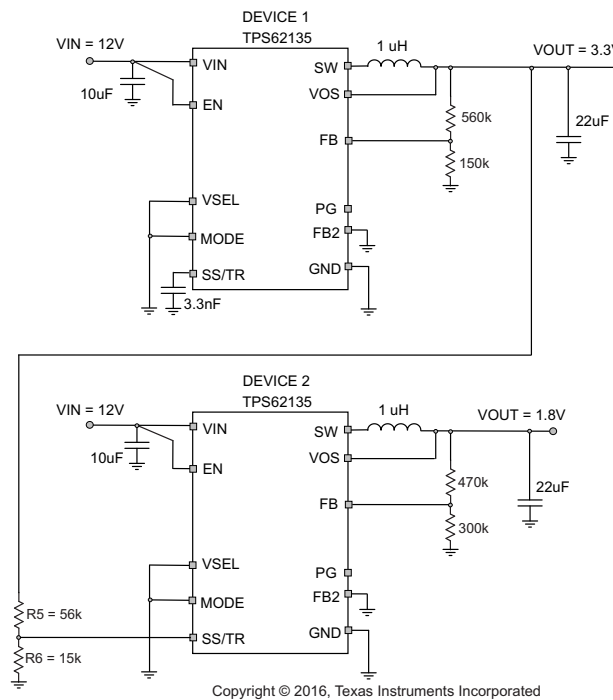 DEVICE 1
TPS62135
VIN = 12V
10uF
VIN
EN
VSEL
MODE
SS/TR
3.3nF
SW
VOS
FB
PG
FB2
GND
1 uH
VOUT = 3.3V
560k
150k
22uF
DEVICE 2
TPS62135
VIN = 12V
10uF
VIN
EN
VSEL
MODE
SS/TR
SW
VOS
FB
PG
FB2
GND
1 uH
VOUT = 1.8V
470k
300k
22uF
R5 = 56k
R6 = 15k
Copyright © 2016, Texas Instruments Incorporated